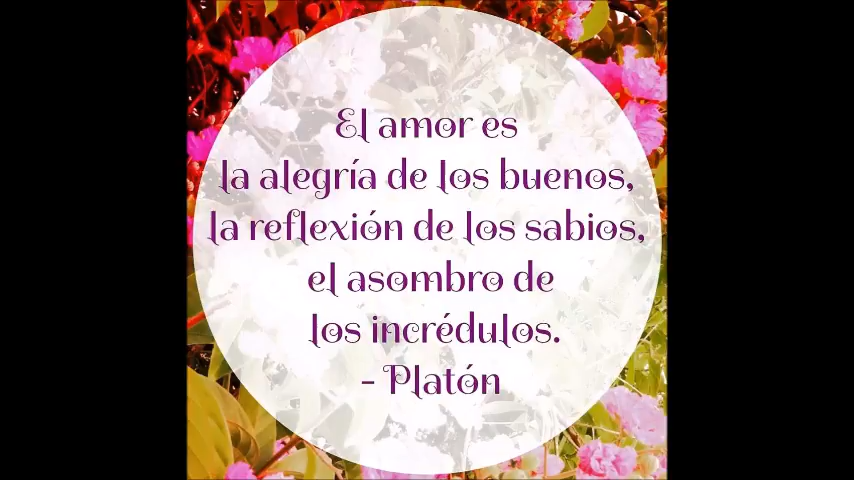 El amor es
la alegría de los buenos,
la reflexión de los sabios,
el asombro de
los incrédulos.
- Platón